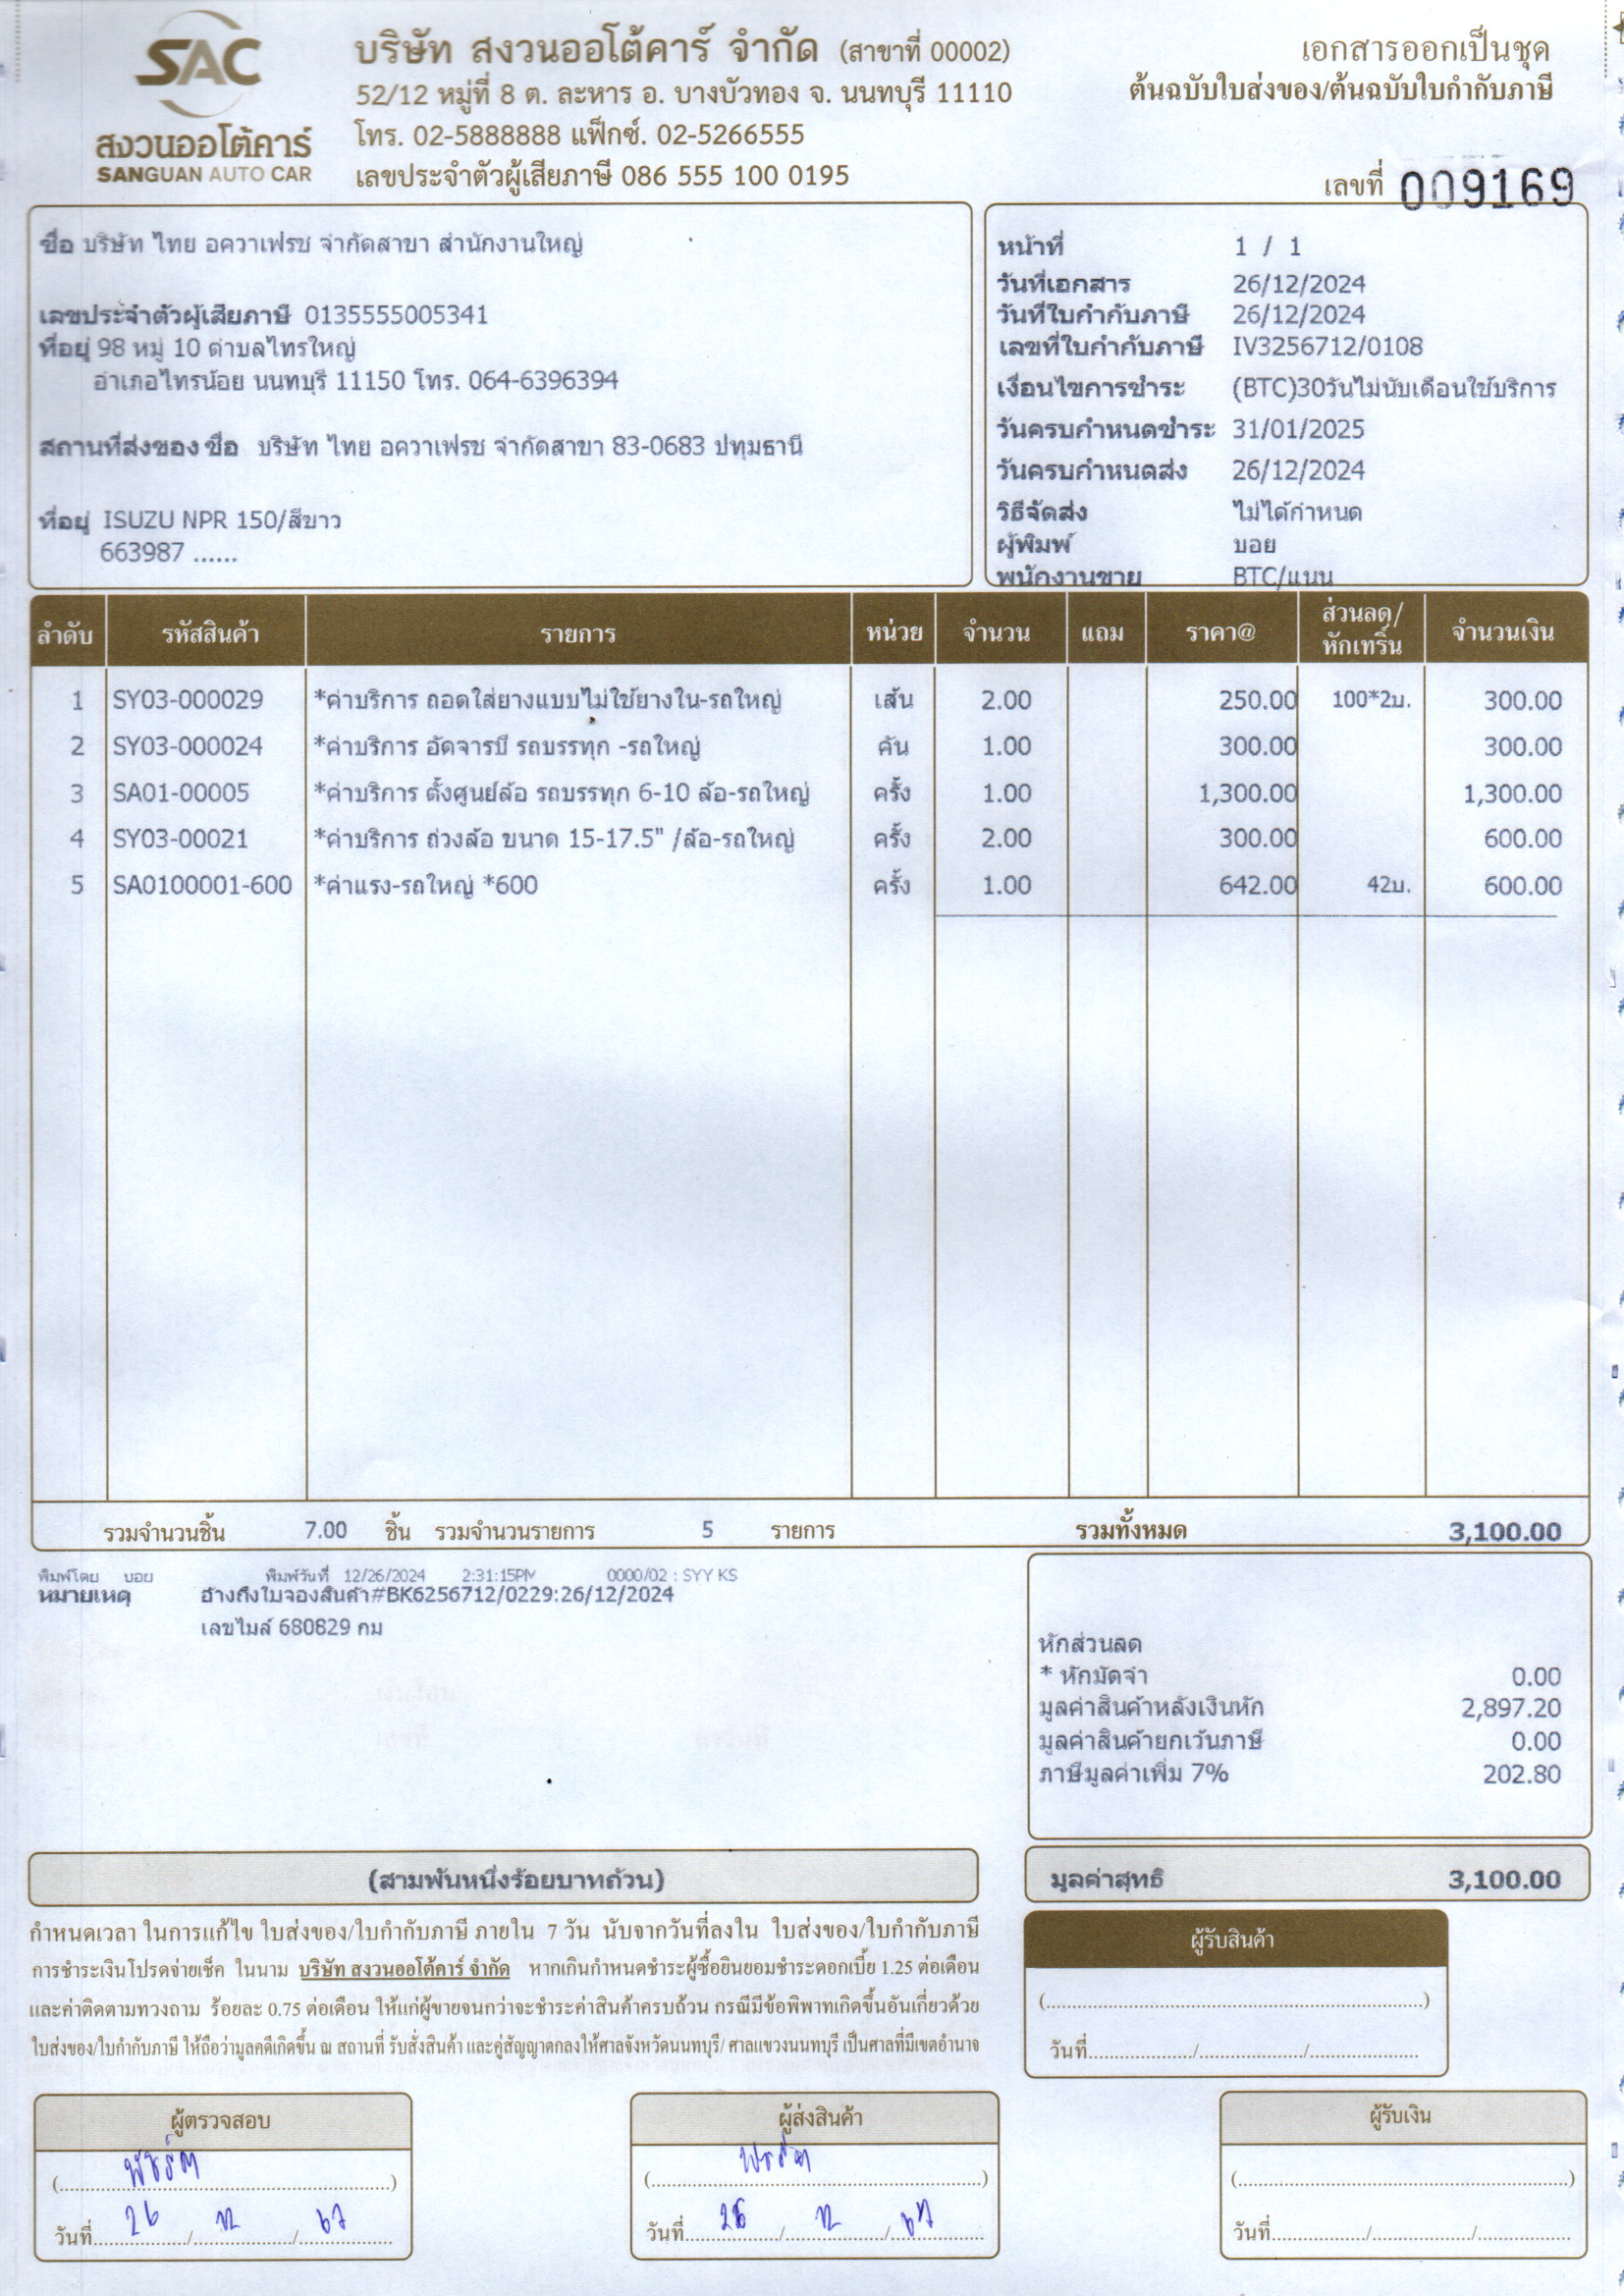 SAC
สงวนออโต้คาร์
SANGUAN AUTO CAR
บริษัท สงวนออโต้คาร์ จำกัด (สาขาที่ 00002)
52/12 หมู่ที่ 8 ต. ละหาร อ. บางบัวทอง จ. นนทบุรี 11110
โทร. 02-5888888 แฟ็กซ์. 02-5266555
เลขประจำตัวผู้เสียภาษี 086 555 100 0195
เอกสารออกเป็นชุด
ต้นฉบับใบส่งของ/ต้นฉบับใบกำกับภาษี
เลขที่ 009169
ชื่อ บริษัท ไทย อควาเฟรช จำกัดสาขา สำนักงานใหญ่
เลขประจำตัวผู้เสียภาษี 0135555005341
ที่อยู่ 98 หมู่ 10 ตำบลไทรใหญ่
อำเภอไทรน้อย นนทบุรี 11150 โทร. 064-6396394
สถานที่ส่งของ ชื่อ บริษัท ไทย อควาเฟรช จำกัดสาขา 83-0683 ปทุมธานี
ที่อยู่ ISUZU NPR 150/สีขาว
663987 ......
หน้าที่ 1 / 1
วันที่เอกสาร 26/12/2024
วันที่ใบกำกับภาษี 26/12/2024
เลขที่ใบกำกับภาษี IV3256712/0108
เงื่อนไขการชำระ (BTC)30วันไม่นับเดือนใช้บริการ
วันครบกำหนดชำระ 31/01/2025
วันครบกำหนดส่ง 26/12/2024
วิธีจัดส่ง ไม่ได้กำหนด
ผู้พิมพ์ บอย
พนักงานขาย BTC/แนน
ลำดับ รหัสสินค้า รายการ หน่วย จำนวน แถม ราคา@ ส่วนลด/หักเทริ์น จำนวนเงิน
1 SY03-000029 *ค่าบริการ ถอดใส่ยางแบบไม่ใช้ยางใน-รถใหญ่ เส้น 2.00 250.00 100*2บ. 300.00
2 SY03-000024 *ค่าบริการ อัดจารบี รถบรรทุก -รถใหญ่ คัน 1.00 300.00 300.00
3 SA01-00005 *ค่าบริการ ตั้งศูนย์ล้อ รถบรรทุก 6-10 ล้อ-รถใหญ่ ครั้ง 1.00 1,300.00 1,300.00
4 SY03-00021 *ค่าบริการ ถ่วงล้อ ขนาด 15-17.5" /ล้อ-รถใหญ่ ครั้ง 2.00 300.00 600.00
5 SA0100001-600 *ค่าแรง-รถใหญ่ *600 ครั้ง 1.00 642.00 42บ. 600.00
รวมจำนวนชิ้น 7.00 ชิ้น รวมจำนวนรายการ 5 รายการ รวมทั้งหมด 3,100.00
พิมพ์โดย บอย พิมพ์วันที่ 12/26/2024 2:31:15PM 0000/02 : SYY KS
หมายเหตุ อ้างถึงใบจองสินค้า#BK6256712/0229:26/12/2024
เลขไมล์ 680829 กม
หักส่วนลด
* หักมัดจำ 0.00
มูลค่าสินค้าหลังเงินหัก 2,897.20
มูลค่าสินค้ายกเว้นภาษี 0.00
ภาษีมูลค่าเพิ่ม 7% 202.80
(สามพันหนึ่งร้อยบาทถ้วน)
มูลค่าสุทธิ 3,100.00
กำหนดเวลา ในการแก้ไข ใบส่งของ/ใบกำกับภาษี ภายใน 7 วัน นับจากวันที่ลงใน ใบส่งของ/ใบกำกับภาษี
การชำระเงินโปรดจ่ายเช็ค ในนาม บริษัท สงวนออโต้คาร์ จำกัด หากเกินกำหนดชำระผู้ซื้อยินยอมชำระดอกเบี้ย 1.25 ต่อเดือน
และค่าติดตามทวงถาม ร้อยละ 0.75 ต่อเดือน ให้แก่ผู้ขายจนกว่าจะชำระค่าสินค้าครบถ้วน กรณีมีข้อพิพาทเกิดขึ้นอันเกี่ยวด้วย
ใบส่งของ/ใบกำกับภาษี ให้ถือว่ามูลคดีเกิดขึ้น ณ สถานที่ รับสั่งสินค้า และคู่สัญญาตกลงให้ศาลจังหวัดนนทบุรี/ ศาลแขวงนนทบุรี เป็นศาลที่มีเขตอำนาจ
ผู้รับสินค้า
(..........)
วันที่........../........../..........
ผู้ตรวจสอบ
วันที่ 26 / 12 / 67
ผู้ส่งสินค้า
วันที่ 26 / 12 / 67
ผู้รับเงิน
(..........)
วันที่........../........../..........